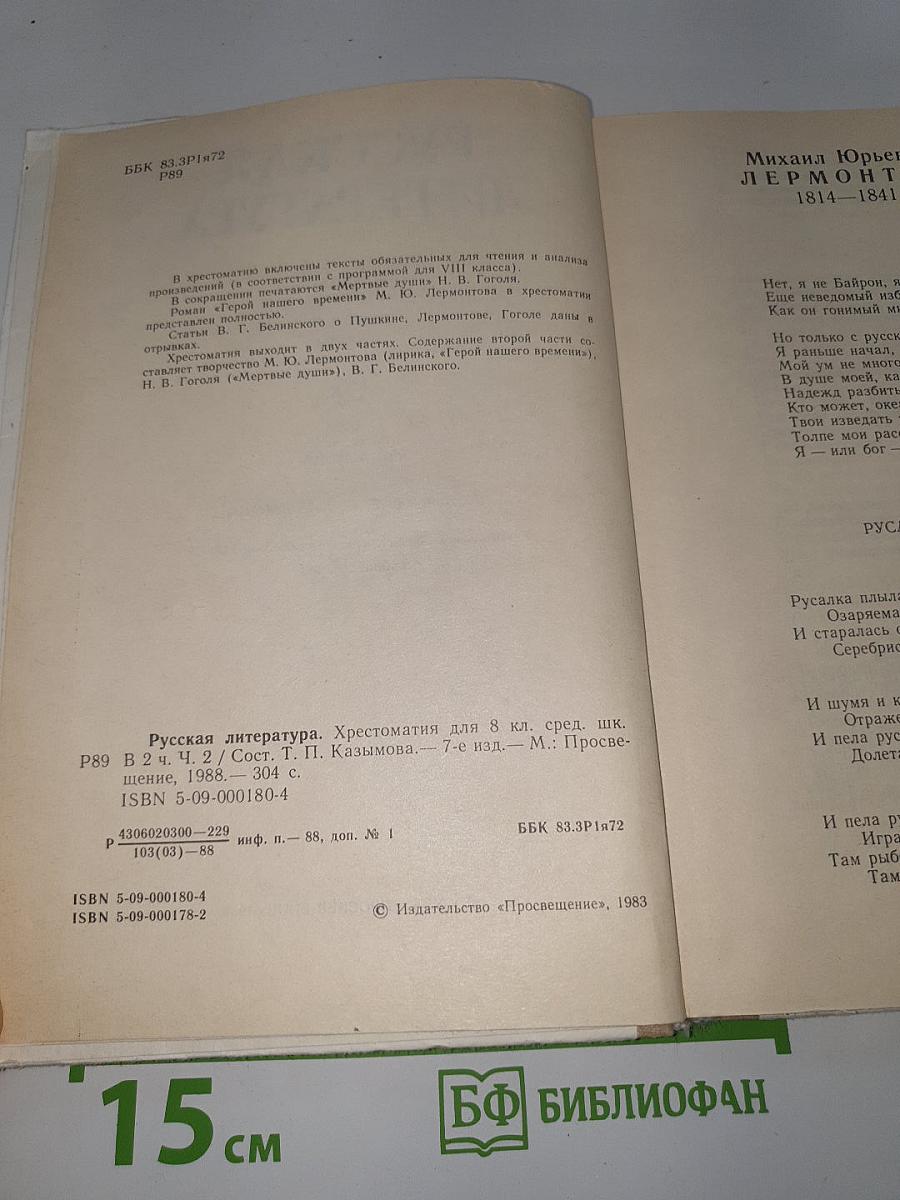 ББК 83.3Р1я72
Р89
В хрестоматию включены тексты обязательных для чтения и анализа
произведений (в соответствии с программой для VIII класса).
В сокращении печатаются «Мертвые души» Н. В. Гоголя.
Роман «Герой нашего времени» М. Ю. Лермонтова в хрестоматии
представлен полностью.
Статьи В. Г. Белинского о Пушкине, Лермонтове, Гоголе даны в
отрывках.
Хрестоматия выходит в двух частях. Содержание второй части со-
ставляет творчество М. Ю. Лермонтова (лирика, «Герой нашего времени»),
Н. В. Гоголя («Мертвые души»), В. Г. Белинского.
Русская литература. Хрестоматия для 8 кл. сред. шк.
Р89 В 2 ч. Ч. 2 / Сост. Т. П. Казымова.— 7-е изд.— М.: Просве-
щение, 1988.— 304 с.
ISBN 5-09-000180-4
Р 4306020300—229 инф. п.— 88, доп. № 1
103(03)—88
ББК 83.3Р1я72
ISBN 5-09-000180-4
ISBN 5-09-000178-2
© Издательство «Просвещение», 1983
Михаил Юрье
ЛЕРМОНТ
1814—1841
Нет, я не Байрон, я
Еще неведомый изб
Как он гонимый ми
Но только с русск
Я раньше начал,
Мой ум не много
В душе моей, ка
Надежд разбить
Кто может, оке
Твои изведать
Толпе мои рас
Я — или бог —
РУСА
Русалка плыла
Озаряема
И старалась
Серебрис
И шумя и к
Отраже
И пела рус
Долета
И пела ру
Игра
Там рыб
Там
15 см
БФ БИБЛИОФАН